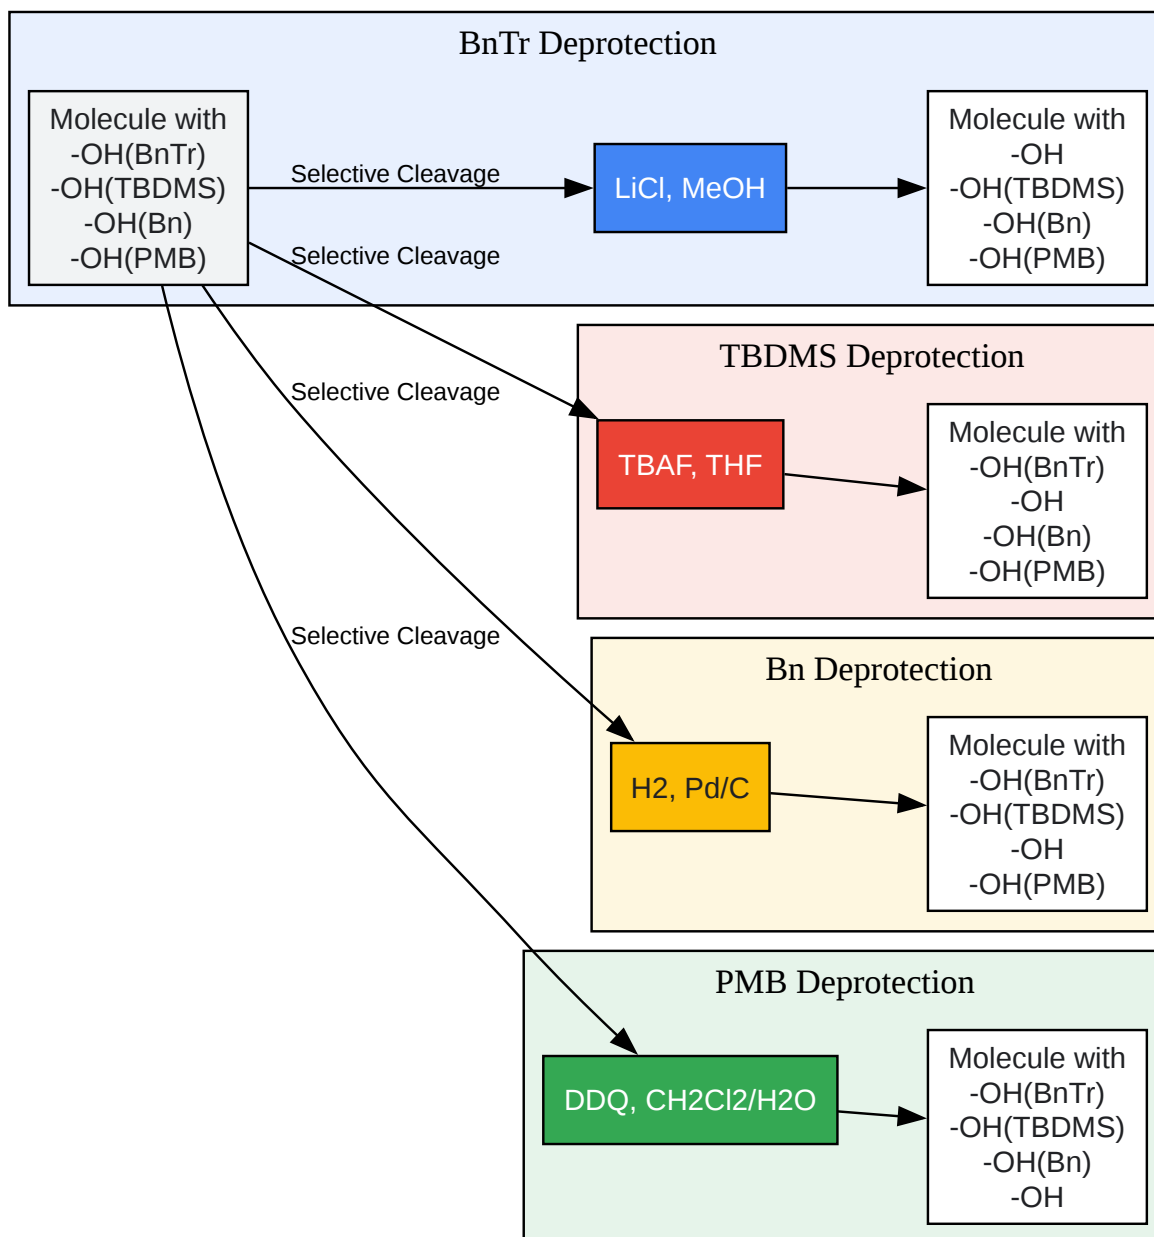 BnTr Deprotection
Molecule with
-OH(BnTr)
-OH(TBDMS)
-OH(Bn)
-OH(PMB)
Selective Cleavage
LiCl, MeOH
Molecule with
-OH
-OH(TBDMS)
-OH(Bn)
-OH(PMB)
Selective Cleavage
TBDMS Deprotection
Selective Cleavage
TBAF, THF
Molecule with
-OH(BnTr)
-OH
-OH(Bn)
-OH(PMB)
Selective Cleavage
Bn Deprotection
H2, Pd/C
Molecule with
-OH(BnTr)
-OH(TBDMS)
-OH
-OH(PMB)
PMB Deprotection
DDQ, CH2Cl2/H2O
Molecule with
-OH(BnTr)
-OH(TBDMS)
-OH(Bn)
-OH